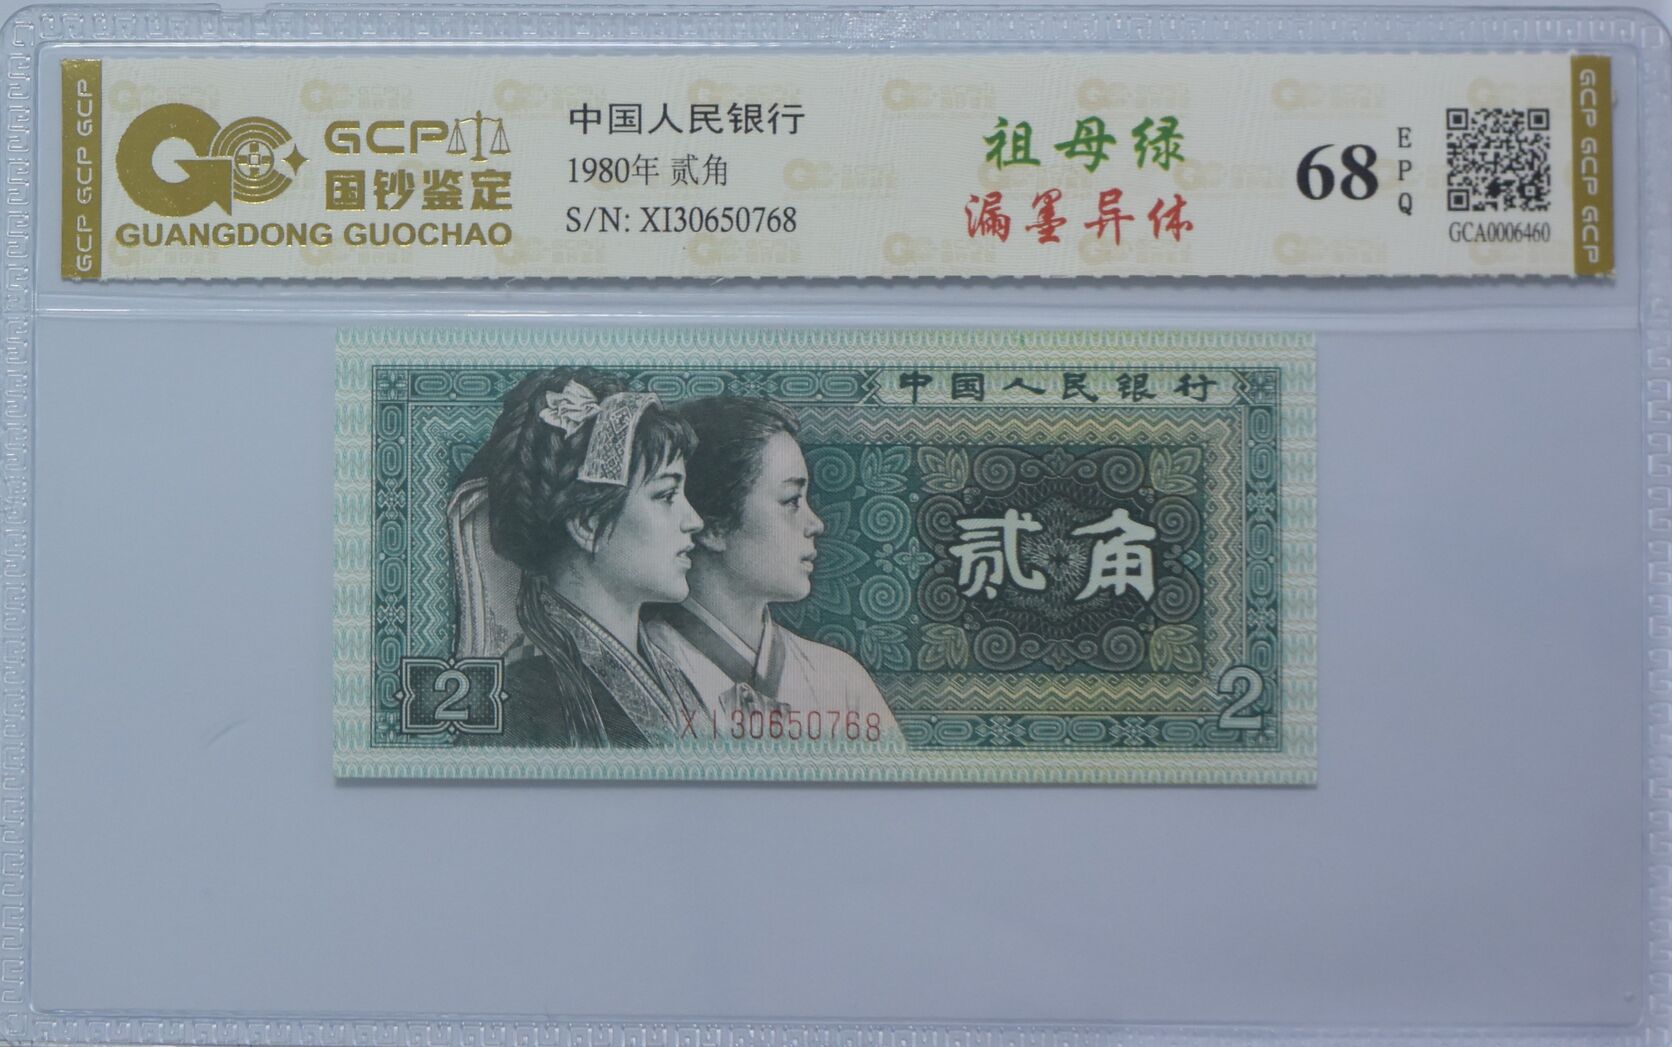 GCP GCP GCP
GCP
国钞鉴定
GUANGDONG GUOCHAO
中国人民银行
1980年 贰角
S/N: XI30650768
祖母绿
漏墨异体
68
EPQ
GCA0006460
GCP GCP GCP
中国人民银行
贰角
2
2
XI30650768